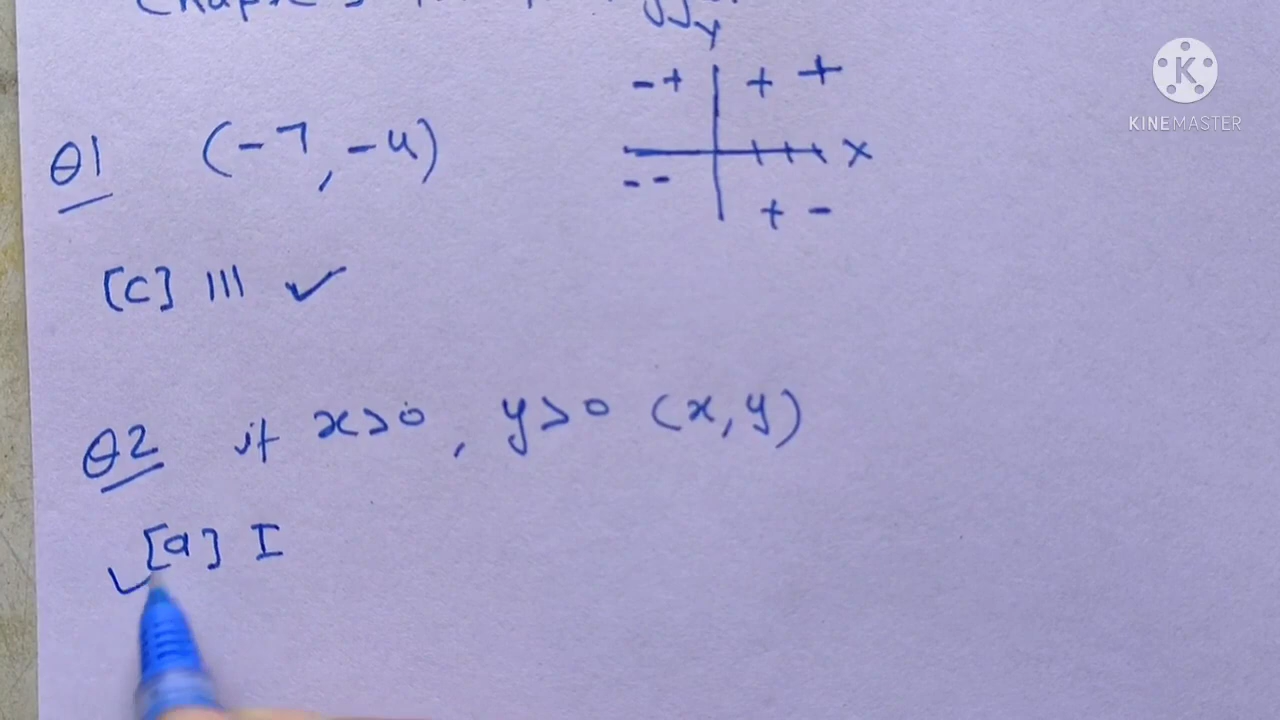 Y
- + + +
KINEMASTER
Q1 (-7, -4)
x
- -
+ -
[C] III ✓
Q2 if x>0, y>0 (x,y)
✓[a] I